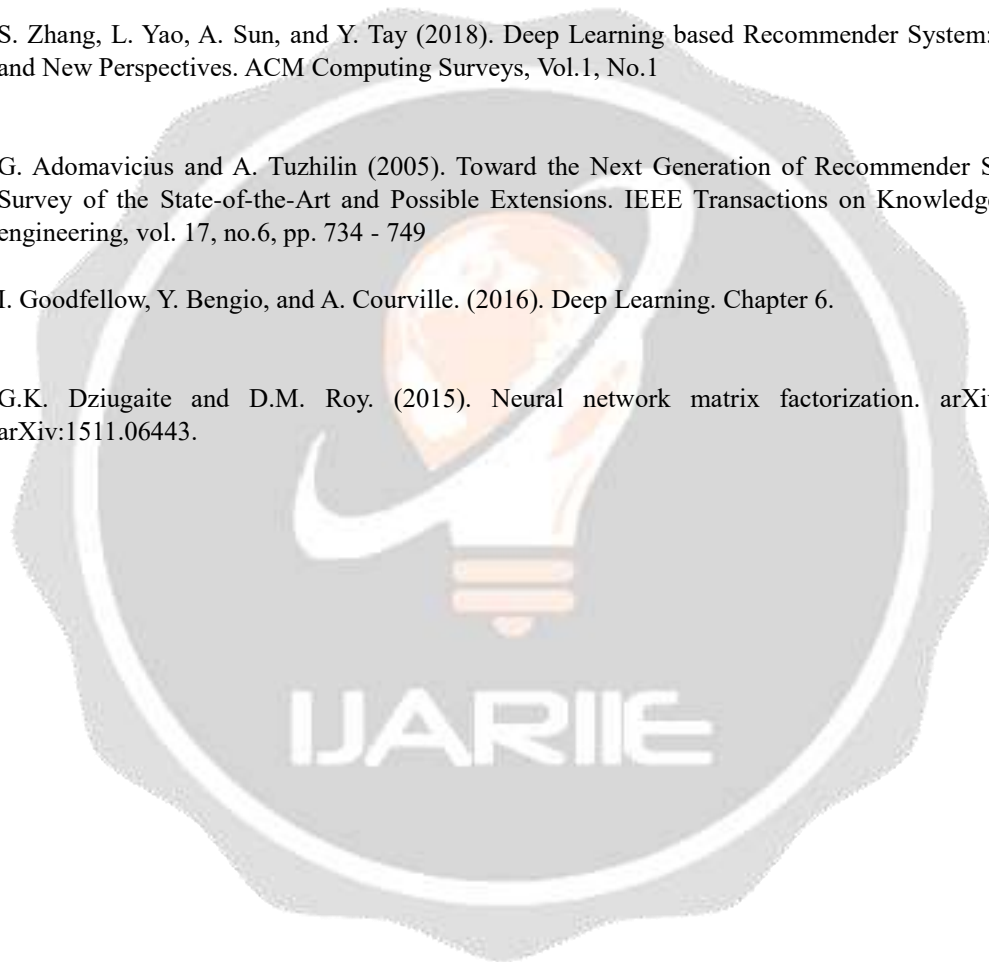 S. Zhang, L. Yao, A. Sun, and Y. Tay (2018). Deep Learning based Recommender System:
and New Perspectives. ACM Computing Surveys, Vol.1, No.1
G. Adomavicius and A. Tuzhilin (2005). Toward the Next Generation of Recommender S
Survey of the State-of-the-Art and Possible Extensions. IEEE Transactions on Knowledge
engineering, vol. 17, no.6, pp. 734 - 749
I. Goodfellow, Y. Bengio, and A. Courville. (2016). Deep Learning. Chapter 6.
G.K. Dziugaite and D.M. Roy. (2015). Neural network matrix factorization. arXiv
arXiv:1511.06443.
IJARIIE